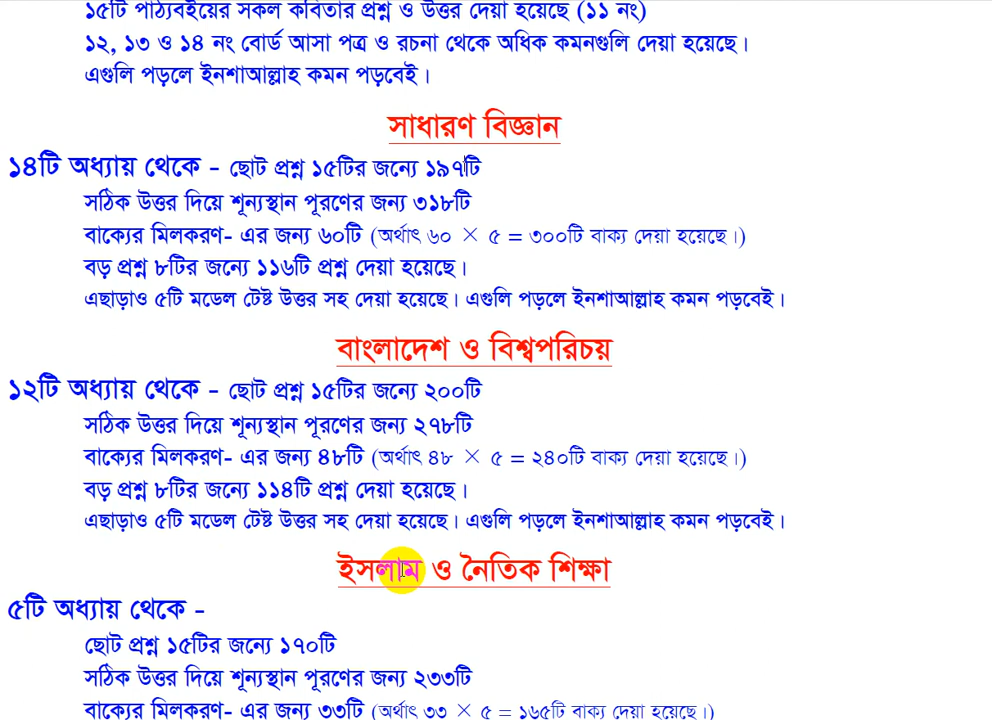 ১৫টি পাঠ্যবইয়ের সকল কবিতার প্রশ্ন ও উত্তর দেয়া হয়েছে (১১ নং)
১২, ১৩ ও ১৪ নং বোর্ড আসা পত্র ও রচনা থেকে অধিক কমনগুলি দেয়া হয়েছে।
এগুলি পড়লে ইনশাআল্লাহ কমন পড়বেই।
সাধারণ বিজ্ঞান
১৪টি অধ্যায় থেকে - ছোট প্রশ্ন ১৫টির জন্যে ১৯৭টি
সঠিক উত্তর দিয়ে শূন্যস্থান পূরণের জন্য ৩১৮টি
বাক্যের মিলকরণ- এর জন্য ৬০টি (অর্থাৎ ৬০ × ৫ = ৩০০টি বাক্য দেয়া হয়েছে।)
বড় প্রশ্ন ৮টির জন্যে ১১৬টি প্রশ্ন দেয়া হয়েছে।
এছাড়াও ৫টি মডেল টেষ্ট উত্তর সহ দেয়া হয়েছে। এগুলি পড়লে ইনশাআল্লাহ কমন পড়বেই।
বাংলাদেশ ও বিশ্বপরিচয়
১২টি অধ্যায় থেকে - ছোট প্রশ্ন ১৫টির জন্যে ২০০টি
সঠিক উত্তর দিয়ে শূন্যস্থান পূরণের জন্য ২৭৮টি
বাক্যের মিলকরণ- এর জন্য ৪৮টি (অর্থাৎ ৪৮ × ৫ = ২৪০টি বাক্য দেয়া হয়েছে।)
বড় প্রশ্ন ৮টির জন্যে ১১৪টি প্রশ্ন দেয়া হয়েছে।
এছাড়াও ৫টি মডেল টেষ্ট উত্তর সহ দেয়া হয়েছে। এগুলি পড়লে ইনশাআল্লাহ কমন পড়বেই।
ইসলাম ও নৈতিক শিক্ষা
৫টি অধ্যায় থেকে -
ছোট প্রশ্ন ১৫টির জন্যে ১৭০টি
সঠিক উত্তর দিয়ে শূন্যস্থান পূরণের জন্য ২৩৩টি
বাক্যের মিলকরণ- এর জন্য ৩৩টি (অর্থাৎ ৩৩ × ৫ = ১৬৫টি বাক্য দেয়া হয়েছে।)